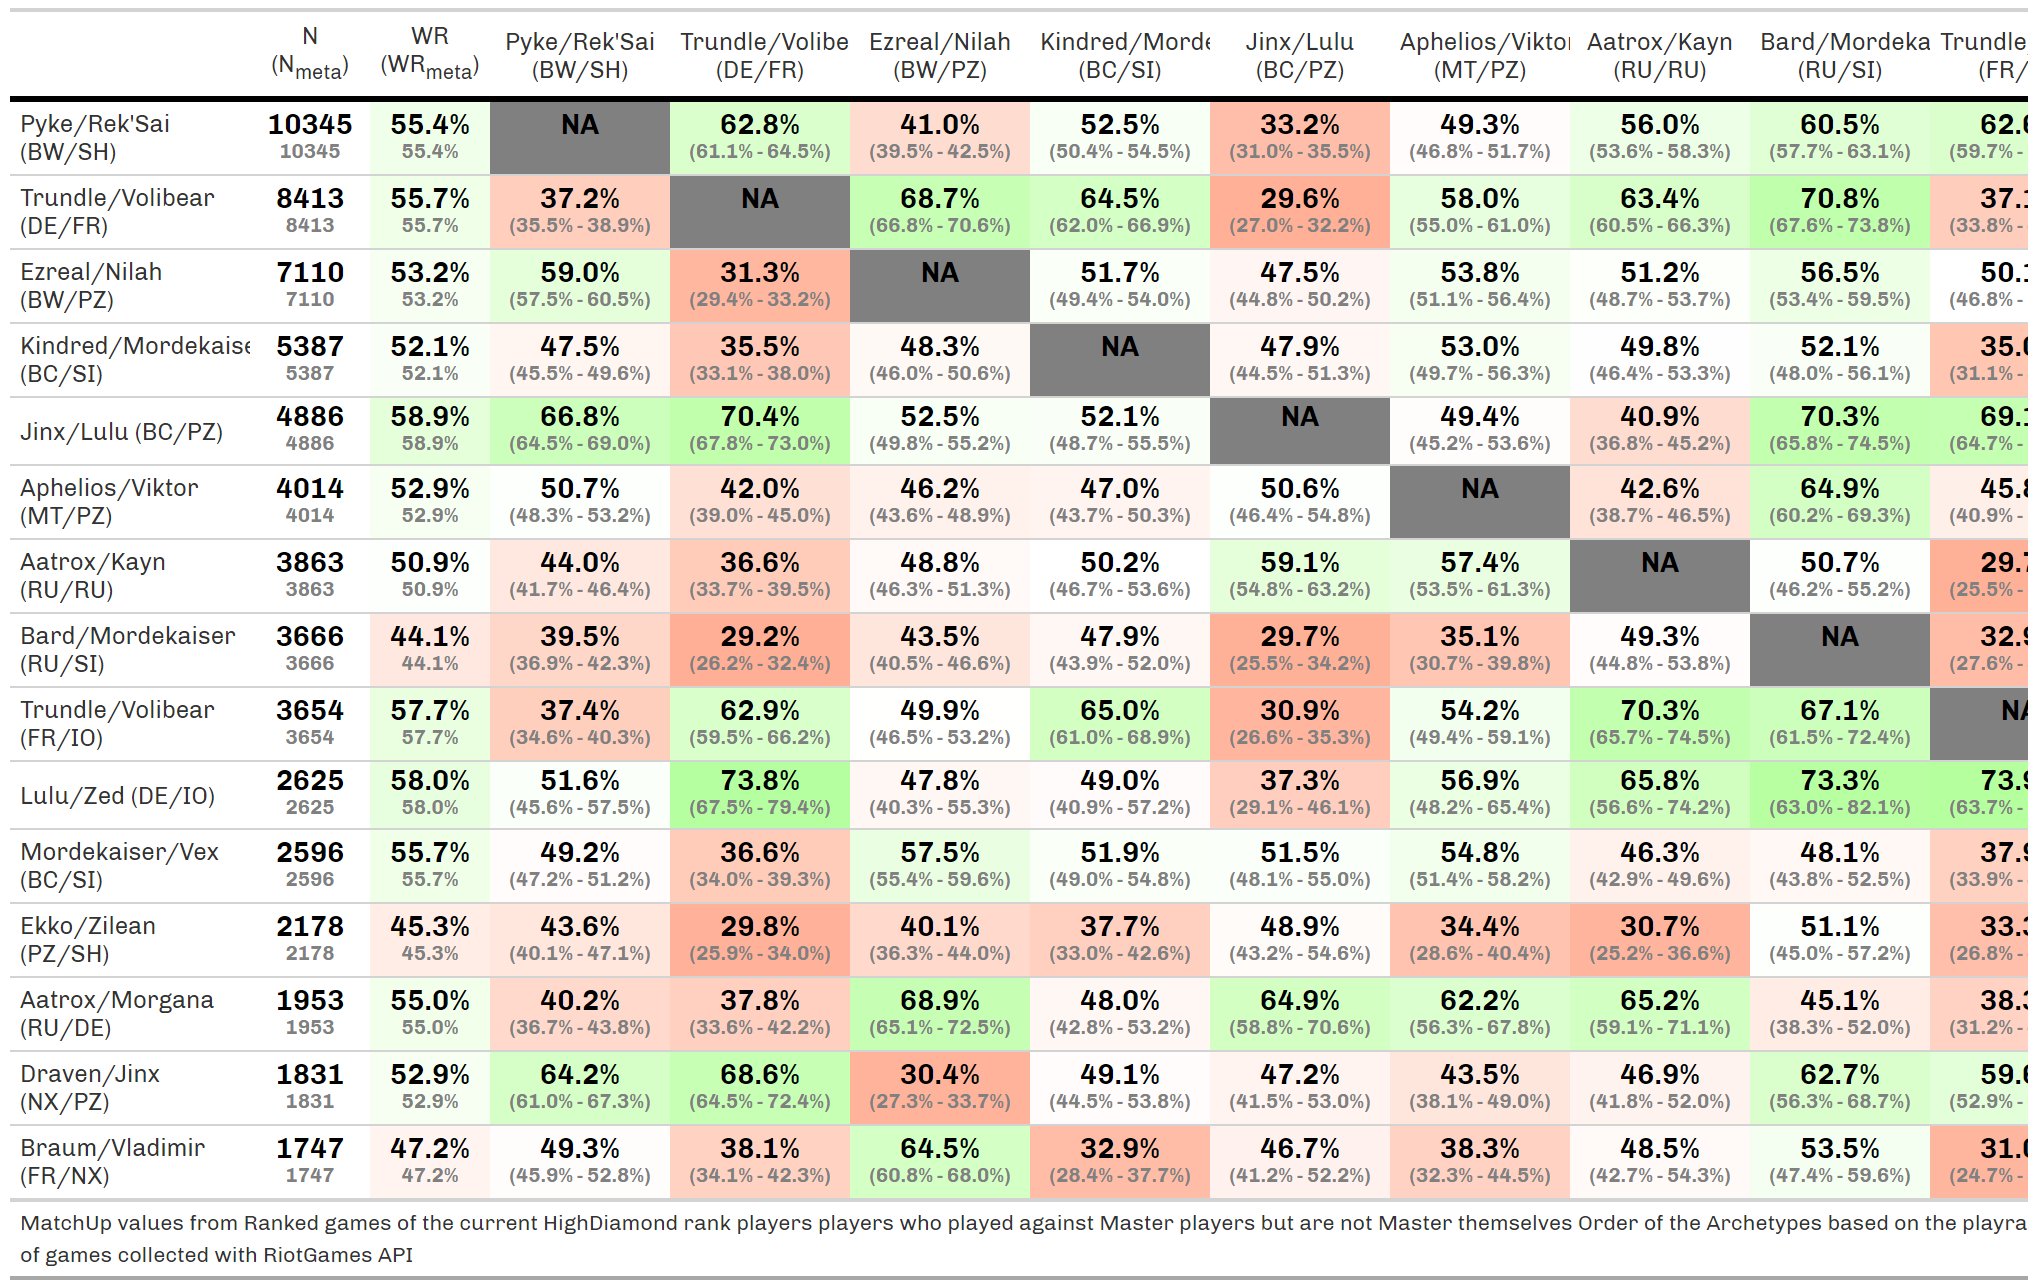 N WR Pyke/Rek'Sai Trundle/Volibe Ezreal/Nilah Kindred/Morde Jinx/Lulu Aphelios/Viktor Aatrox/Kayn Bard/Mordeka Trundle/
(Nmeta) (WRmeta) (BW/SH) (DE/FR) (BW/PZ) (BC/SI) (BC/PZ) (MT/PZ) (RU/RU) (RU/SI) (FR/
Pyke/Rek'Sai 10345 55.4% NA 62.8% 41.0% 52.5% 33.2% 49.3% 56.0% 60.5% 62.6
(BW/SH) 10345 55.4% (61.1% - 64.5%) (39.5% - 42.5%) (50.4% - 54.5%) (31.0% - 35.5%) (46.8% - 51.7%) (53.6% - 58.3%) (57.7% - 63.1%) (59.7% -
Trundle/Volibear 8413 55.7% 37.2% NA 68.7% 64.5% 29.6% 58.0% 63.4% 70.8% 37.1
(DE/FR) 8413 55.7% (35.5% - 38.9%) (66.8% - 70.6%) (62.0% - 66.9%) (27.0% - 32.2%) (55.0% - 61.0%) (60.5% - 66.3%) (67.6% - 73.8%) (33.8% -
Ezreal/Nilah 7110 53.2% 59.0% 31.3% NA 51.7% 47.5% 53.8% 51.2% 56.5% 50.1
(BW/PZ) 7110 53.2% (57.5% - 60.5%) (29.4% - 33.2%) (49.4% - 54.0%) (44.8% - 50.2%) (51.1% - 56.4%) (48.7% - 53.7%) (53.4% - 59.5%) (46.8% -
Kindred/Mordekaise 5387 52.1% 47.5% 35.5% 48.3% NA 47.9% 53.0% 49.8% 52.1% 35.0
(BC/SI) 5387 52.1% (45.5% - 49.6%) (33.1% - 38.0%) (46.0% - 50.6%) (44.5% - 51.3%) (49.7% - 56.3%) (46.4% - 53.3%) (48.0% - 56.1%) (31.1% -
Jinx/Lulu (BC/PZ) 4886 58.9% 66.8% 70.4% 52.5% 52.1% NA 49.4% 40.9% 70.3% 69.1
4886 58.9% (64.5% - 69.0%) (67.8% - 73.0%) (49.8% - 55.2%) (48.7% - 55.5%) (45.2% - 53.6%) (36.8% - 45.2%) (65.8% - 74.5%) (64.7% -
Aphelios/Viktor 4014 52.9% 50.7% 42.0% 46.2% 47.0% 50.6% NA 42.6% 64.9% 45.8
(MT/PZ) 4014 52.9% (48.3% - 53.2%) (39.0% - 45.0%) (43.6% - 48.9%) (43.7% - 50.3%) (46.4% - 54.8%) (38.7% - 46.5%) (60.2% - 69.3%) (40.9% -
Aatrox/Kayn 3863 50.9% 44.0% 36.6% 48.8% 50.2% 59.1% 57.4% NA 50.7% 29.7
(RU/RU) 3863 50.9% (41.7% - 46.4%) (33.7% - 39.5%) (46.3% - 51.3%) (46.7% - 53.6%) (54.8% - 63.2%) (53.5% - 61.3%) (46.2% - 55.2%) (25.5% -
Bard/Mordekaiser 3666 44.1% 39.5% 29.2% 43.5% 47.9% 29.7% 35.1% 49.3% NA 32.9
(RU/SI) 3666 44.1% (36.9% - 42.3%) (26.2% - 32.4%) (40.5% - 46.6%) (43.9% - 52.0%) (25.5% - 34.2%) (30.7% - 39.8%) (44.8% - 53.8%) (27.6% -
Trundle/Volibear 3654 57.7% 37.4% 62.9% 49.9% 65.0% 30.9% 54.2% 70.3% 67.1% NA
(FR/IO) 3654 57.7% (34.6% - 40.3%) (59.5% - 66.2%) (46.5% - 53.2%) (61.0% - 68.9%) (26.6% - 35.3%) (49.4% - 59.1%) (65.7% - 74.5%) (61.5% - 72.4%)
Lulu/Zed (DE/IO) 2625 58.0% 51.6% 73.8% 47.8% 49.0% 37.3% 56.9% 65.8% 73.3% 73.9
2625 58.0% (45.6% - 57.5%) (67.5% - 79.4%) (40.3% - 55.3%) (40.9% - 57.2%) (29.1% - 46.1%) (48.2% - 65.4%) (56.6% - 74.2%) (63.0% - 82.1%) (63.7% -
Mordekaiser/Vex 2596 55.7% 49.2% 36.6% 57.5% 51.9% 51.5% 54.8% 46.3% 48.1% 37.9
(BC/SI) 2596 55.7% (47.2% - 51.2%) (34.0% - 39.3%) (55.4% - 59.6%) (49.0% - 54.8%) (48.1% - 55.0%) (51.4% - 58.2%) (42.9% - 49.6%) (43.8% - 52.5%) (33.9% -
Ekko/Zilean 2178 45.3% 43.6% 29.8% 40.1% 37.7% 48.9% 34.4% 30.7% 51.1% 33.3
(PZ/SH) 2178 45.3% (40.1% - 47.1%) (25.9% - 34.0%) (36.3% - 44.0%) (33.0% - 42.6%) (43.2% - 54.6%) (28.6% - 40.4%) (25.2% - 36.6%) (45.0% - 57.2%) (26.8% -
Aatrox/Morgana 1953 55.0% 40.2% 37.8% 68.9% 48.0% 64.9% 62.2% 65.2% 45.1% 38.3
(RU/DE) 1953 55.0% (36.7% - 43.8%) (33.6% - 42.2%) (65.1% - 72.5%) (42.8% - 53.2%) (58.8% - 70.6%) (56.3% - 67.8%) (59.1% - 71.1%) (38.3% - 52.0%) (31.2% -
Draven/Jinx 1831 52.9% 64.2% 68.6% 30.4% 49.1% 47.2% 43.5% 46.9% 62.7% 59.6
(NX/PZ) 1831 52.9% (61.0% - 67.3%) (64.5% - 72.4%) (27.3% - 33.7%) (44.5% - 53.8%) (41.5% - 53.0%) (38.1% - 49.0%) (41.8% - 52.0%) (56.3% - 68.7%) (52.9% -
Braum/Vladimir 1747 47.2% 49.3% 38.1% 64.5% 32.9% 46.7% 38.3% 48.5% 53.5% 31.0
(FR/NX) 1747 47.2% (45.9% - 52.8%) (34.1% - 42.3%) (60.8% - 68.0%) (28.4% - 37.7%) (41.2% - 52.2%) (32.3% - 44.5%) (42.7% - 54.3%) (47.4% - 59.6%) (24.7% -
MatchUp values from Ranked games of the current HighDiamond rank players players who played against Master players but are not Master themselves Order of the Archetypes based on the playra
of games collected with RiotGames API